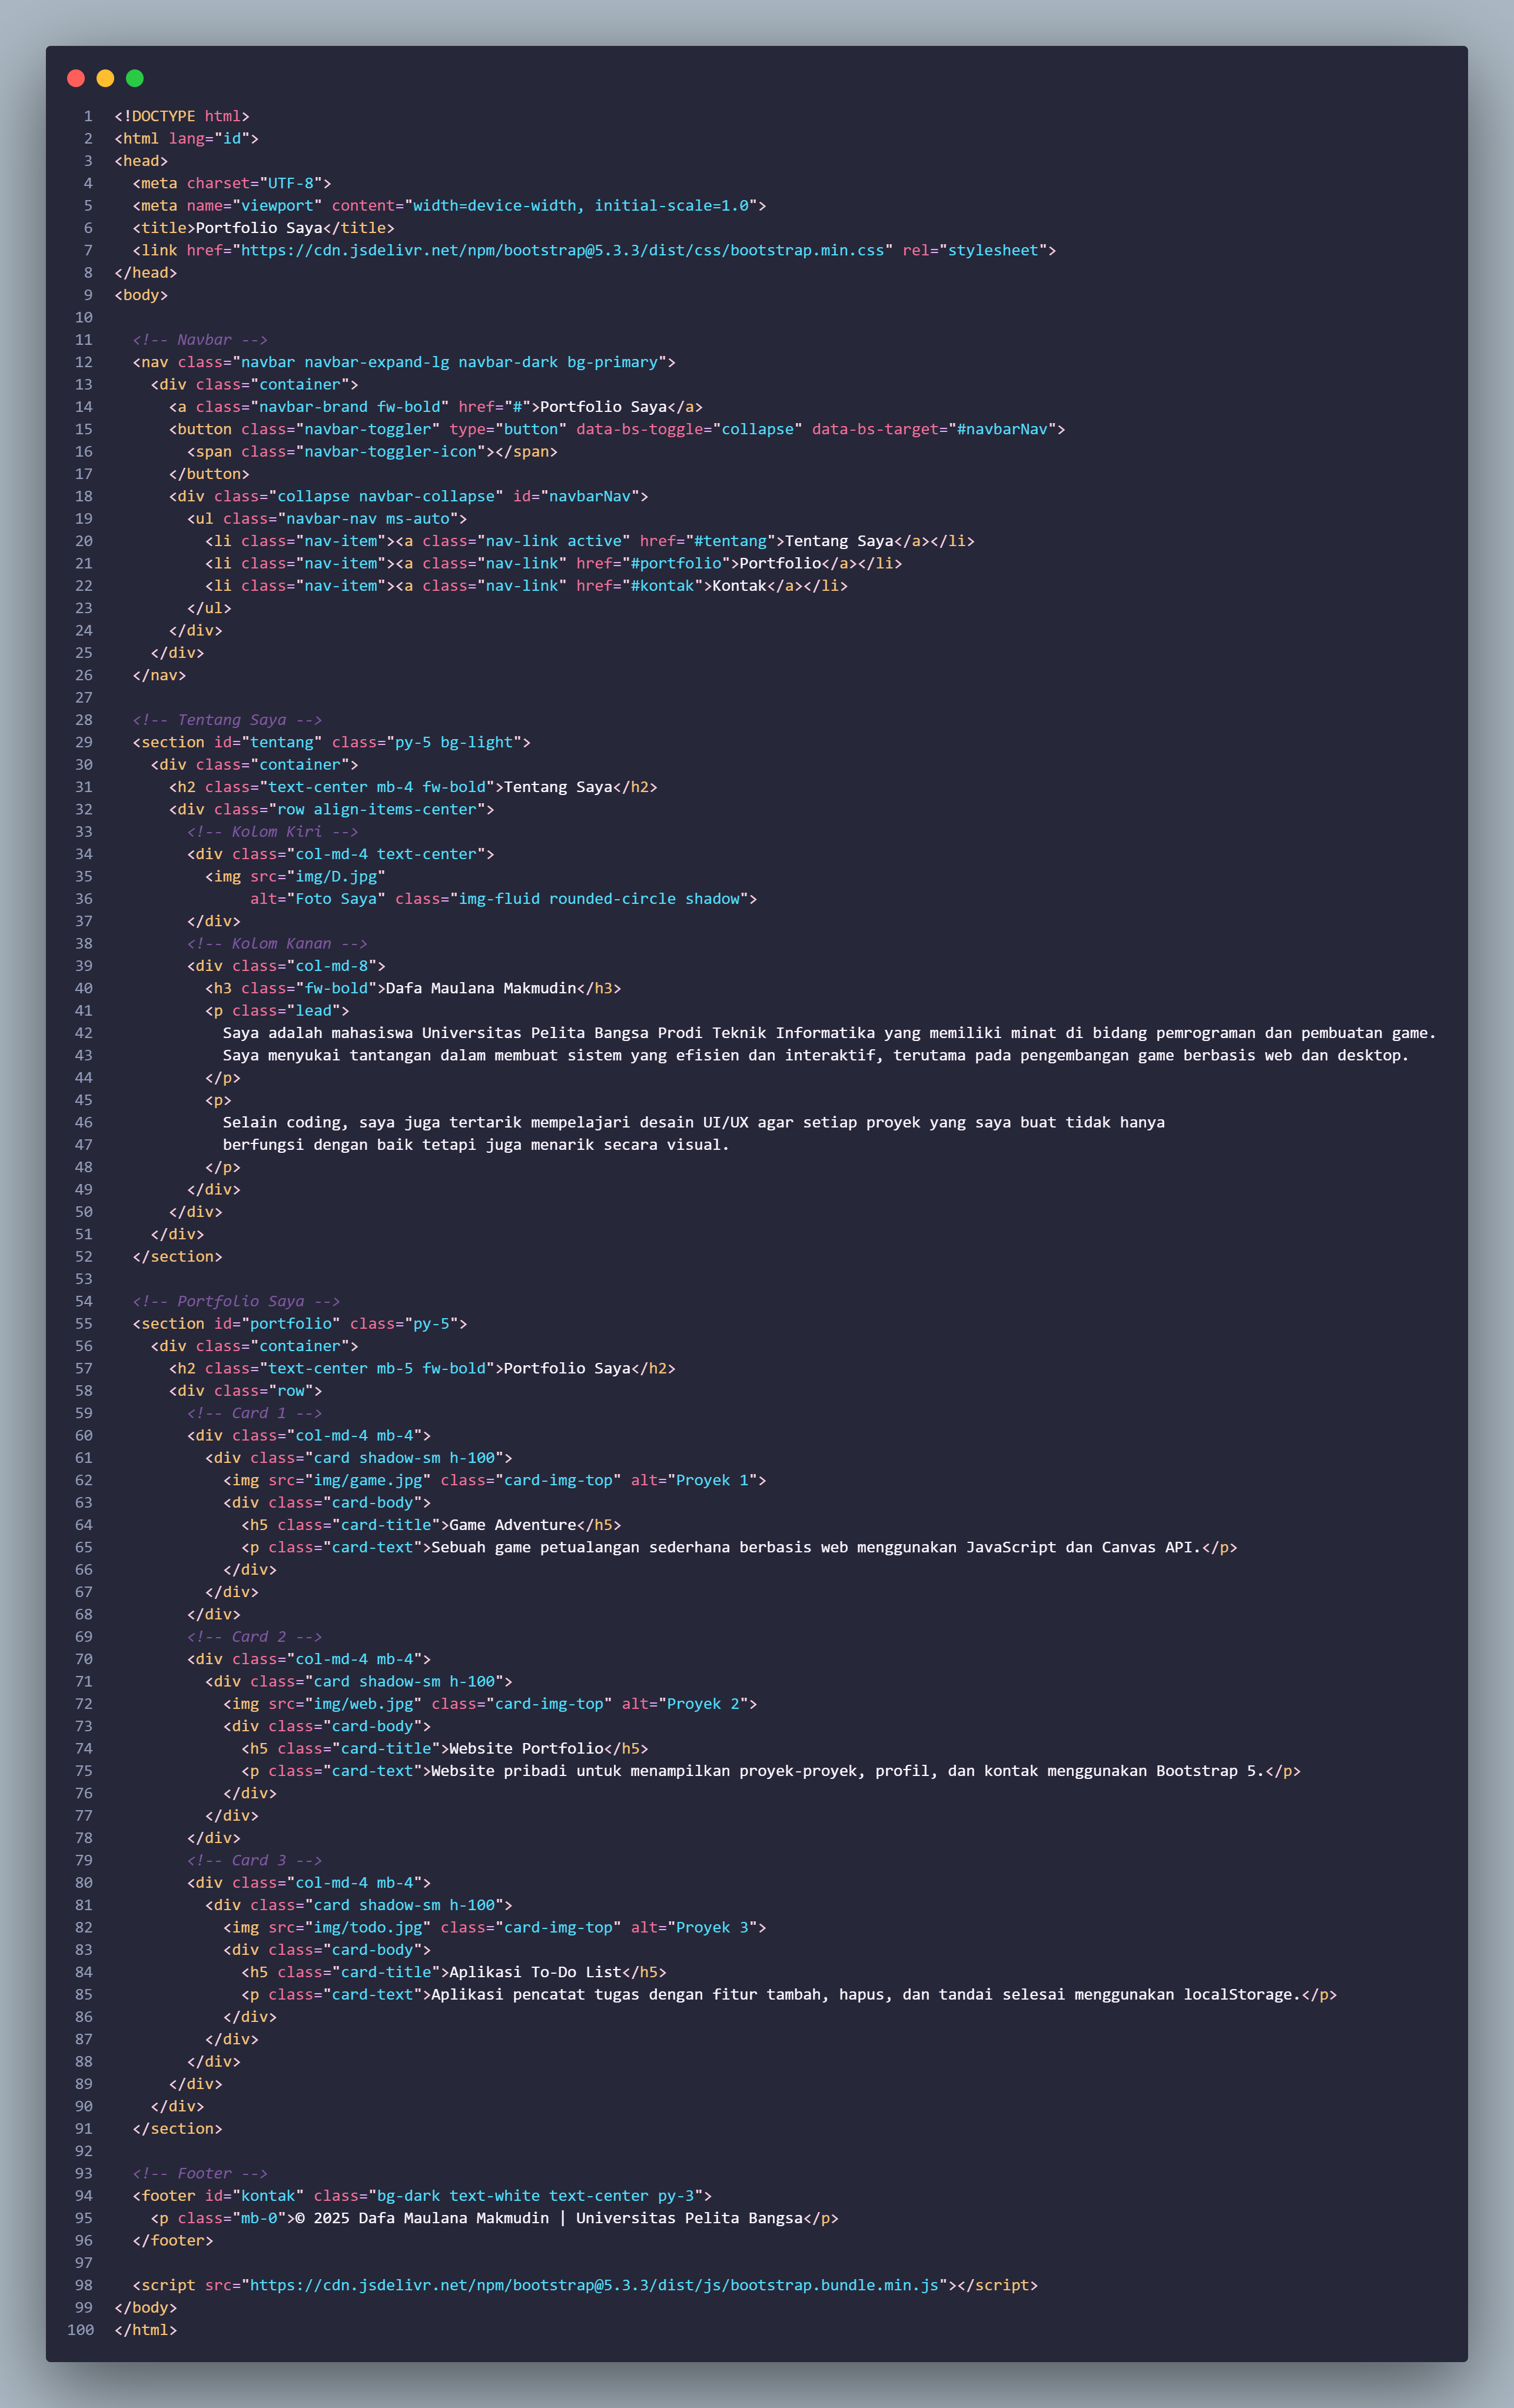 1 <!DOCTYPE html>
2 <html lang="id">
3 <head>
4   <meta charset="UTF-8">
5   <meta name="viewport" content="width=device-width, initial-scale=1.0">
6   <title>Portfolio Saya</title>
7   <link href="https://cdn.jsdelivr.net/npm/bootstrap@5.3.3/dist/css/bootstrap.min.css" rel="stylesheet">
8 </head>
9 <body>
10
11   <!-- Navbar -->
12   <nav class="navbar navbar-expand-lg navbar-dark bg-primary">
13     <div class="container">
14       <a class="navbar-brand fw-bold" href="#">Portfolio Saya</a>
15       <button class="navbar-toggler" type="button" data-bs-toggle="collapse" data-bs-target="#navbarNav">
16         <span class="navbar-toggler-icon"></span>
17       </button>
18       <div class="collapse navbar-collapse" id="navbarNav">
19         <ul class="navbar-nav ms-auto">
20           <li class="nav-item"><a class="nav-link active" href="#tentang">Tentang Saya</a></li>
21           <li class="nav-item"><a class="nav-link" href="#portfolio">Portfolio</a></li>
22           <li class="nav-item"><a class="nav-link" href="#kontak">Kontak</a></li>
23         </ul>
24       </div>
25     </div>
26   </nav>
27
28   <!-- Tentang Saya -->
29   <section id="tentang" class="py-5 bg-light">
30     <div class="container">
31       <h2 class="text-center mb-4 fw-bold">Tentang Saya</h2>
32       <div class="row align-items-center">
33         <!-- Kolom Kiri -->
34         <div class="col-md-4 text-center">
35           <img src="img/D.jpg"
36                alt="Foto Saya" class="img-fluid rounded-circle shadow">
37         </div>
38         <!-- Kolom Kanan -->
39         <div class="col-md-8">
40           <h3 class="fw-bold">Dafa Maulana Makmudin</h3>
41           <p class="lead">
42             Saya adalah mahasiswa Universitas Pelita Bangsa Prodi Teknik Informatika yang memiliki minat di bidang pemrograman dan pembuatan game.
43             Saya menyukai tantangan dalam membuat sistem yang efisien dan interaktif, terutama pada pengembangan game berbasis web dan desktop.
44           </p>
45           <p>
46             Selain coding, saya juga tertarik mempelajari desain UI/UX agar setiap proyek yang saya buat tidak hanya
47             berfungsi dengan baik tetapi juga menarik secara visual.
48           </p>
49         </div>
50       </div>
51     </div>
52   </section>
53
54   <!-- Portfolio Saya -->
55   <section id="portfolio" class="py-5">
56     <div class="container">
57       <h2 class="text-center mb-5 fw-bold">Portfolio Saya</h2>
58       <div class="row">
59         <!-- Card 1 -->
60         <div class="col-md-4 mb-4">
61           <div class="card shadow-sm h-100">
62             <img src="img/game.jpg" class="card-img-top" alt="Proyek 1">
63             <div class="card-body">
64               <h5 class="card-title">Game Adventure</h5>
65               <p class="card-text">Sebuah game petualangan sederhana berbasis web menggunakan JavaScript dan Canvas API.</p>
66             </div>
67           </div>
68         </div>
69         <!-- Card 2 -->
70         <div class="col-md-4 mb-4">
71           <div class="card shadow-sm h-100">
72             <img src="img/web.jpg" class="card-img-top" alt="Proyek 2">
73             <div class="card-body">
74               <h5 class="card-title">Website Portfolio</h5>
75               <p class="card-text">Website pribadi untuk menampilkan proyek-proyek, profil, dan kontak menggunakan Bootstrap 5.</p>
76             </div>
77           </div>
78         </div>
79         <!-- Card 3 -->
80         <div class="col-md-4 mb-4">
81           <div class="card shadow-sm h-100">
82             <img src="img/todo.jpg" class="card-img-top" alt="Proyek 3">
83             <div class="card-body">
84               <h5 class="card-title">Aplikasi To-Do List</h5>
85               <p class="card-text">Aplikasi pencatat tugas dengan fitur tambah, hapus, dan tandai selesai menggunakan localStorage.</p>
86             </div>
87           </div>
88         </div>
89       </div>
90     </div>
91   </section>
92
93   <!-- Footer -->
94   <footer id="kontak" class="bg-dark text-white text-center py-3">
95     <p class="mb-0">© 2025 Dafa Maulana Makmudin | Universitas Pelita Bangsa</p>
96   </footer>
97
98   <script src="https://cdn.jsdelivr.net/npm/bootstrap@5.3.3/dist/js/bootstrap.bundle.min.js"></script>
99 </body>
100 </html>